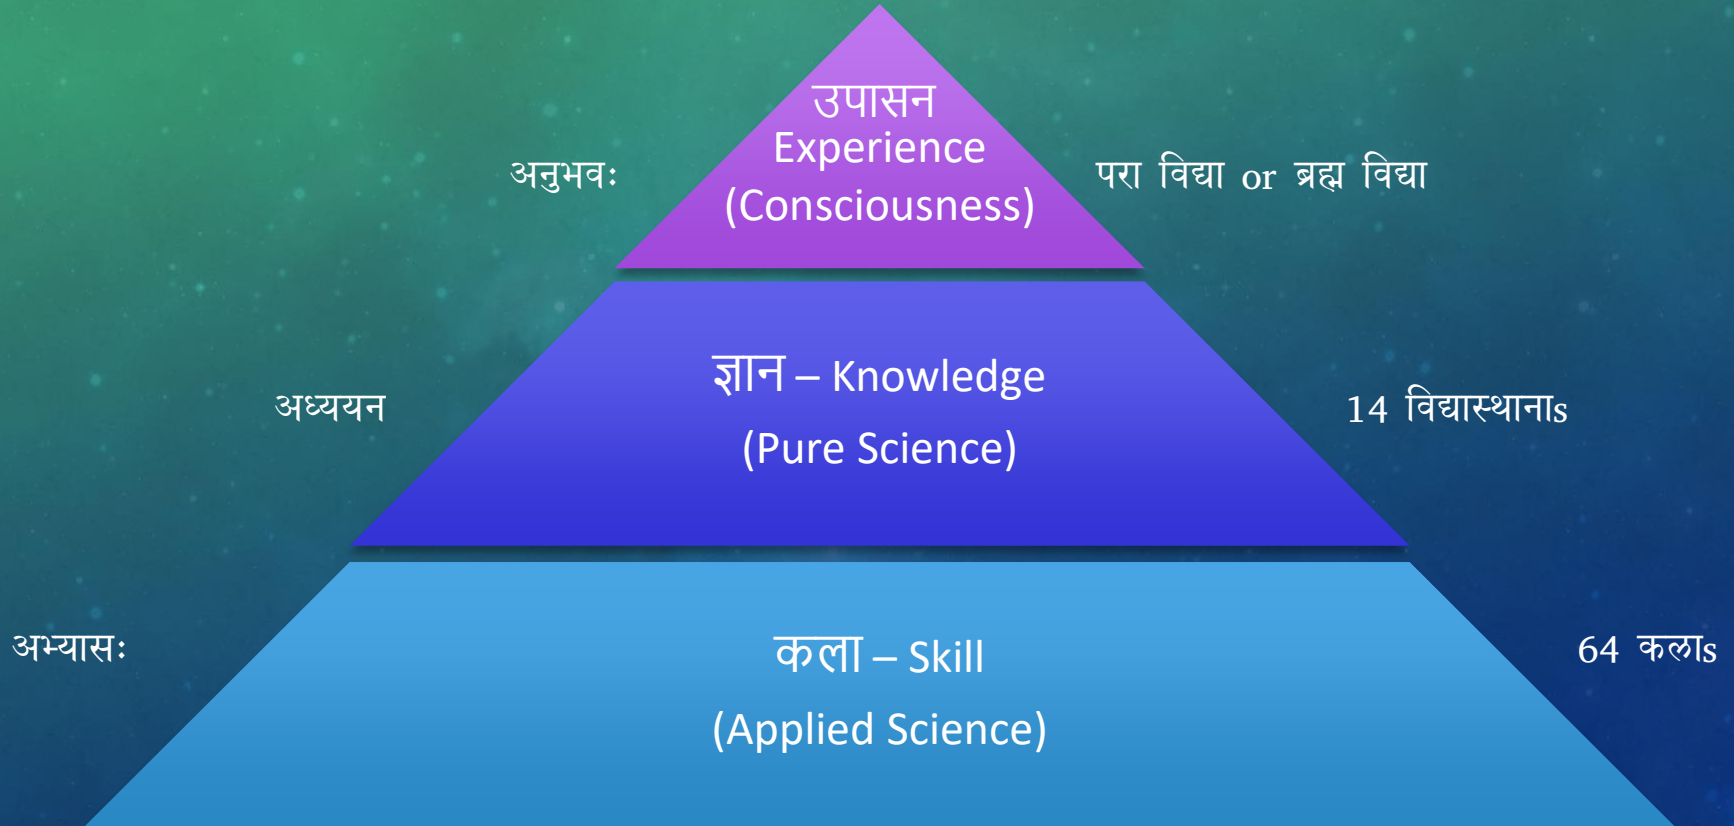 उपासन
Experience
(Consciousness)
अनुभवः
परा विद्या or ब्रह्म विद्या
ज्ञान – Knowledge
(Pure Science)
अध्ययन
14 विद्यास्थानाs
कला – Skill
(Applied Science)
अभ्यासः
64 कलाs